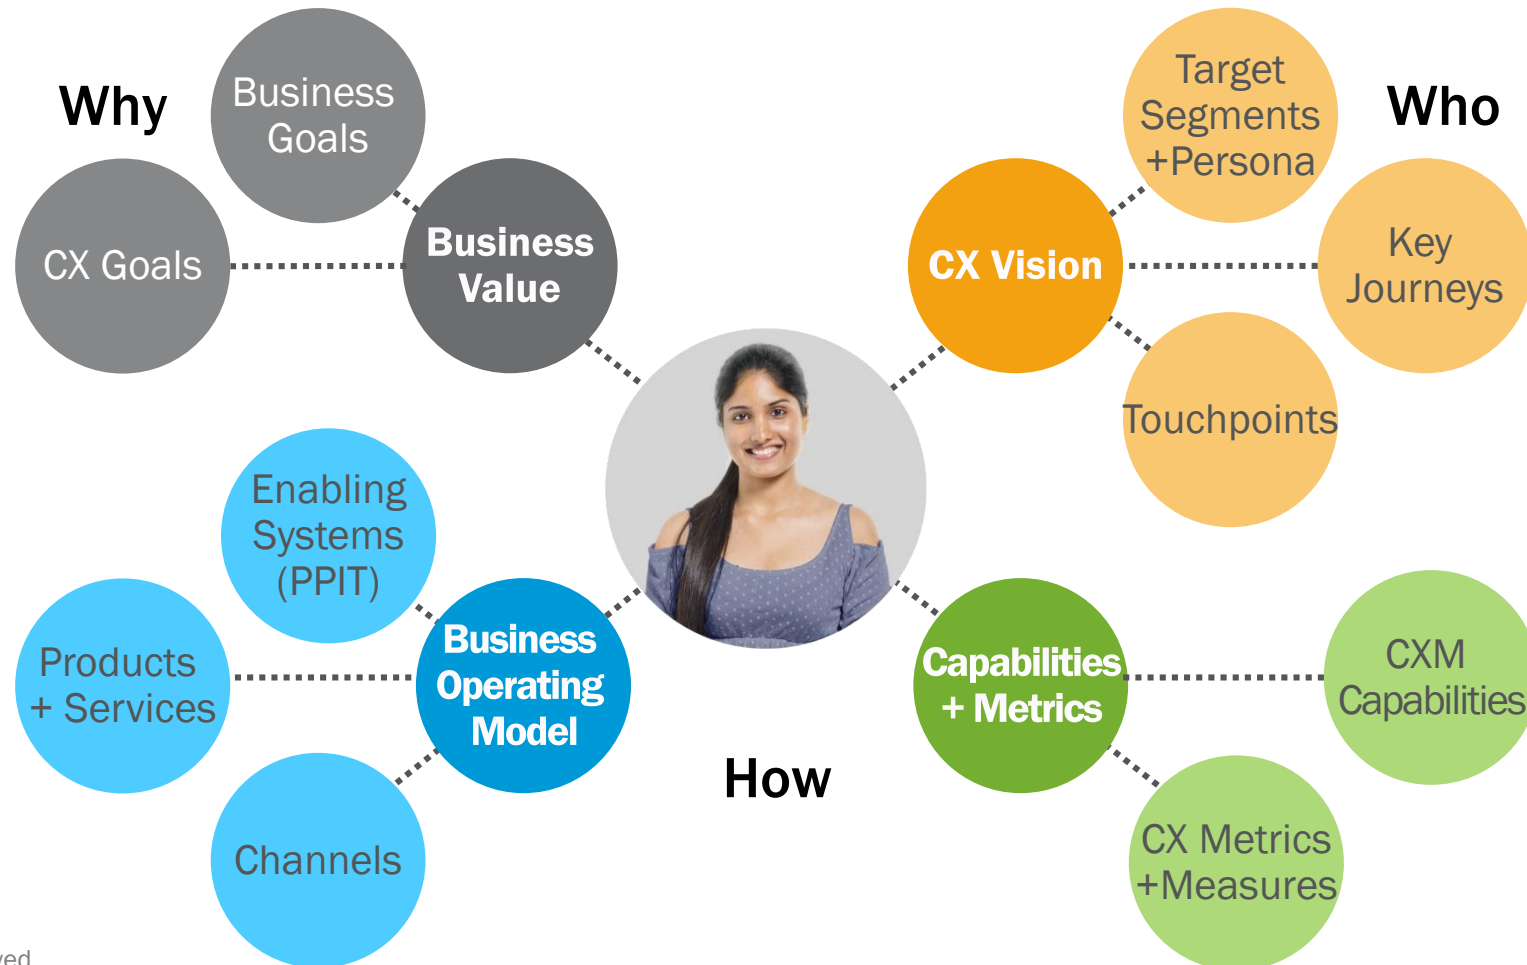 Why
Business
Goals
CX Goals
Business
Value
Target
Segments
+Persona
Who
CX Vision
Key
Journeys
Touchpoints
Enabling
Systems
(PPIT)
Products
+ Services
Business
Operating
Model
Channels
How
Capabilities
+ Metrics
CXM
Capabilities
CX Metrics
+Measures